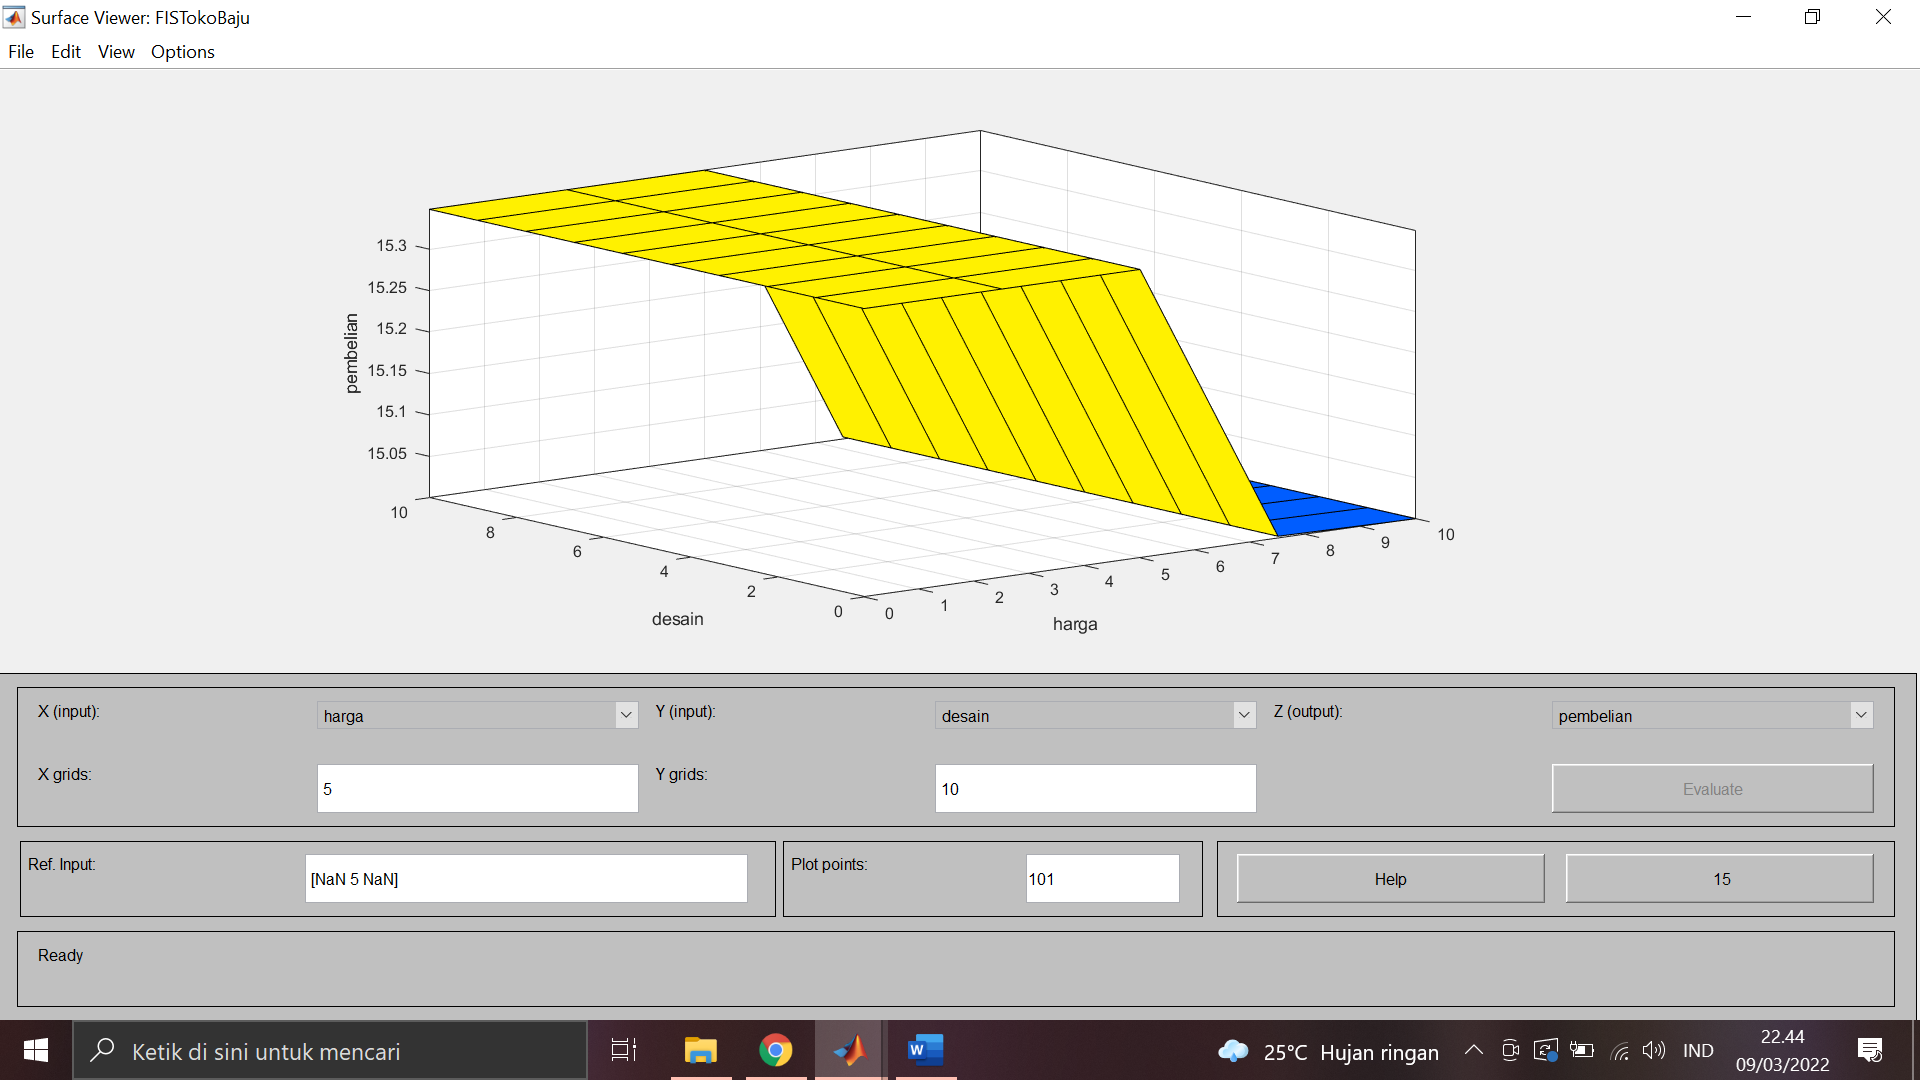 Surface Viewer: FISTokoBaju
File Edit View Options
pembelian
15.3
15.25
15.2
15.15
15.1
15.05
10
8
6
4
2
0
desain
0
1
2
3
4
5
6
7
8
9
10
harga
X (input):
harga
Y (input):
desain
Z (output):
pembelian
X grids:
5
Y grids:
10
Evaluate
Ref. Input:
[NaN 5 NaN]
Plot points:
101
Help
15
Ready
Ketik di sini untuk mencari
W
25°C Hujan ringan
IND
22.44
09/03/2022